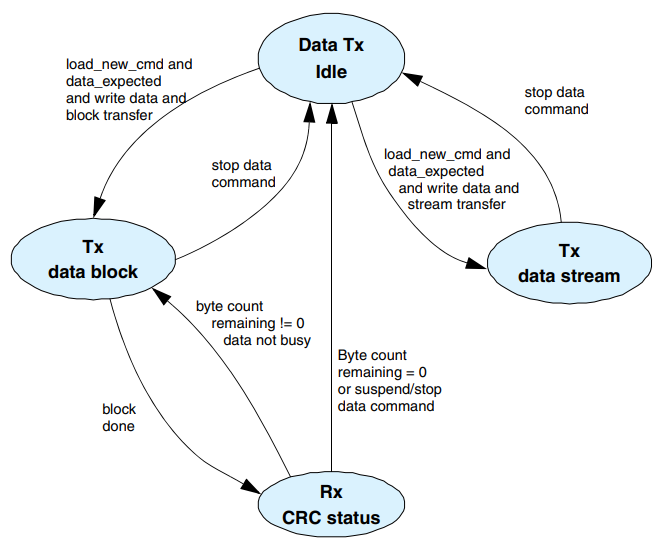 Data Tx
Idle
load_new_cmd and
data_expected
and write data and
block transfer
stop data
command
stop data
command
load_new_cmd and
data_expected
and write data and
stream transfer
Tx
data block
Tx
data stream
byte count
remaining != 0
data not busy
Byte count
remaining = 0
or suspend/stop
data command
block
done
Rx
CRC status